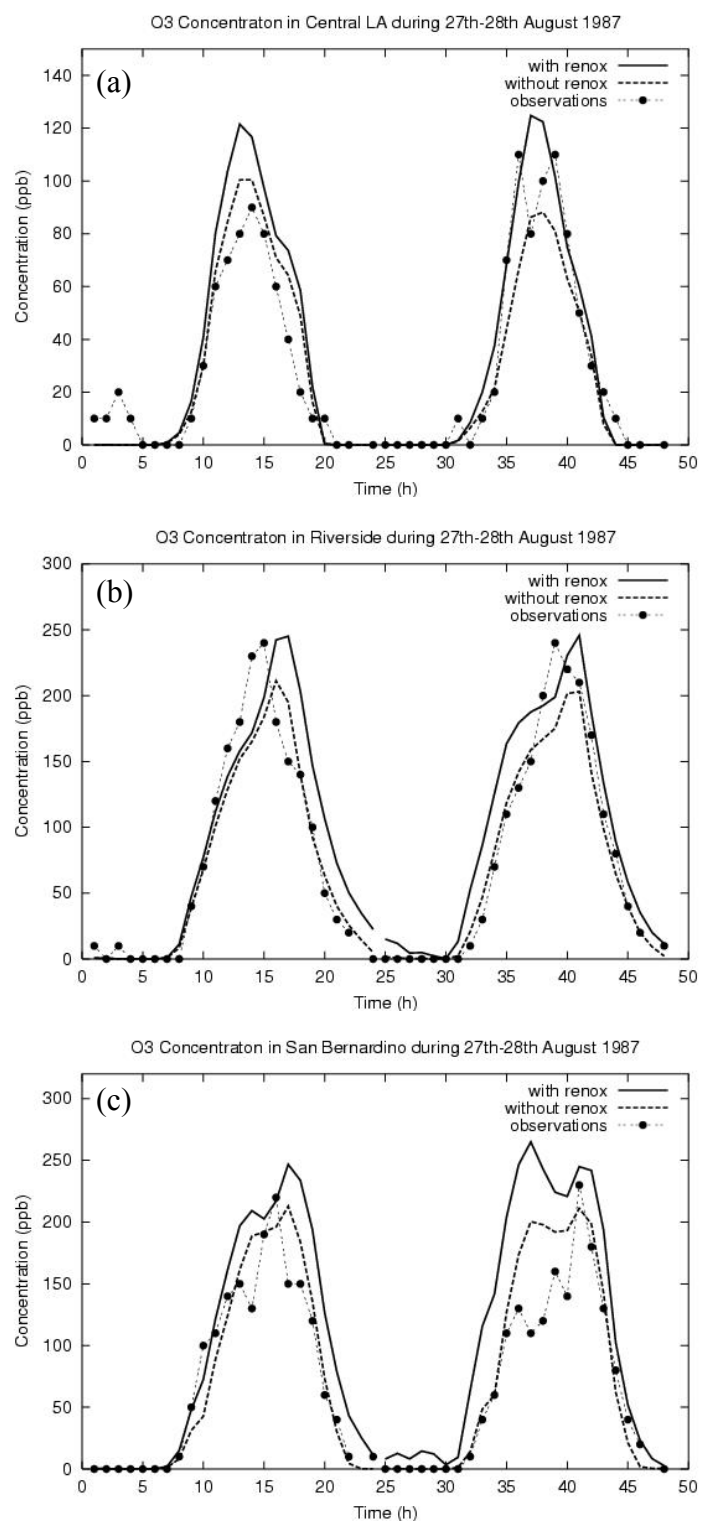 O3 Concentraton in Central LA during 27th-28th August 1987
(a)
with renox
without renox
observations
Concentration (ppb)
140
120
100
80
60
40
20
0
0 5 10 15 20 25 30 35 40 45 50
Time (h)
O3 Concentraton in Riverside during 27th-28th August 1987
(b)
with renox
without renox
observations
Concentration (ppb)
300
250
200
150
100
50
0
0 5 10 15 20 25 30 35 40 45 50
Time (h)
O3 Concentraton in San Bernardino during 27th-28th August 1987
(c)
with renox
without renox
observations
Concentration (ppb)
300
250
200
150
100
50
0
0 5 10 15 20 25 30 35 40 45 50
Time (h)